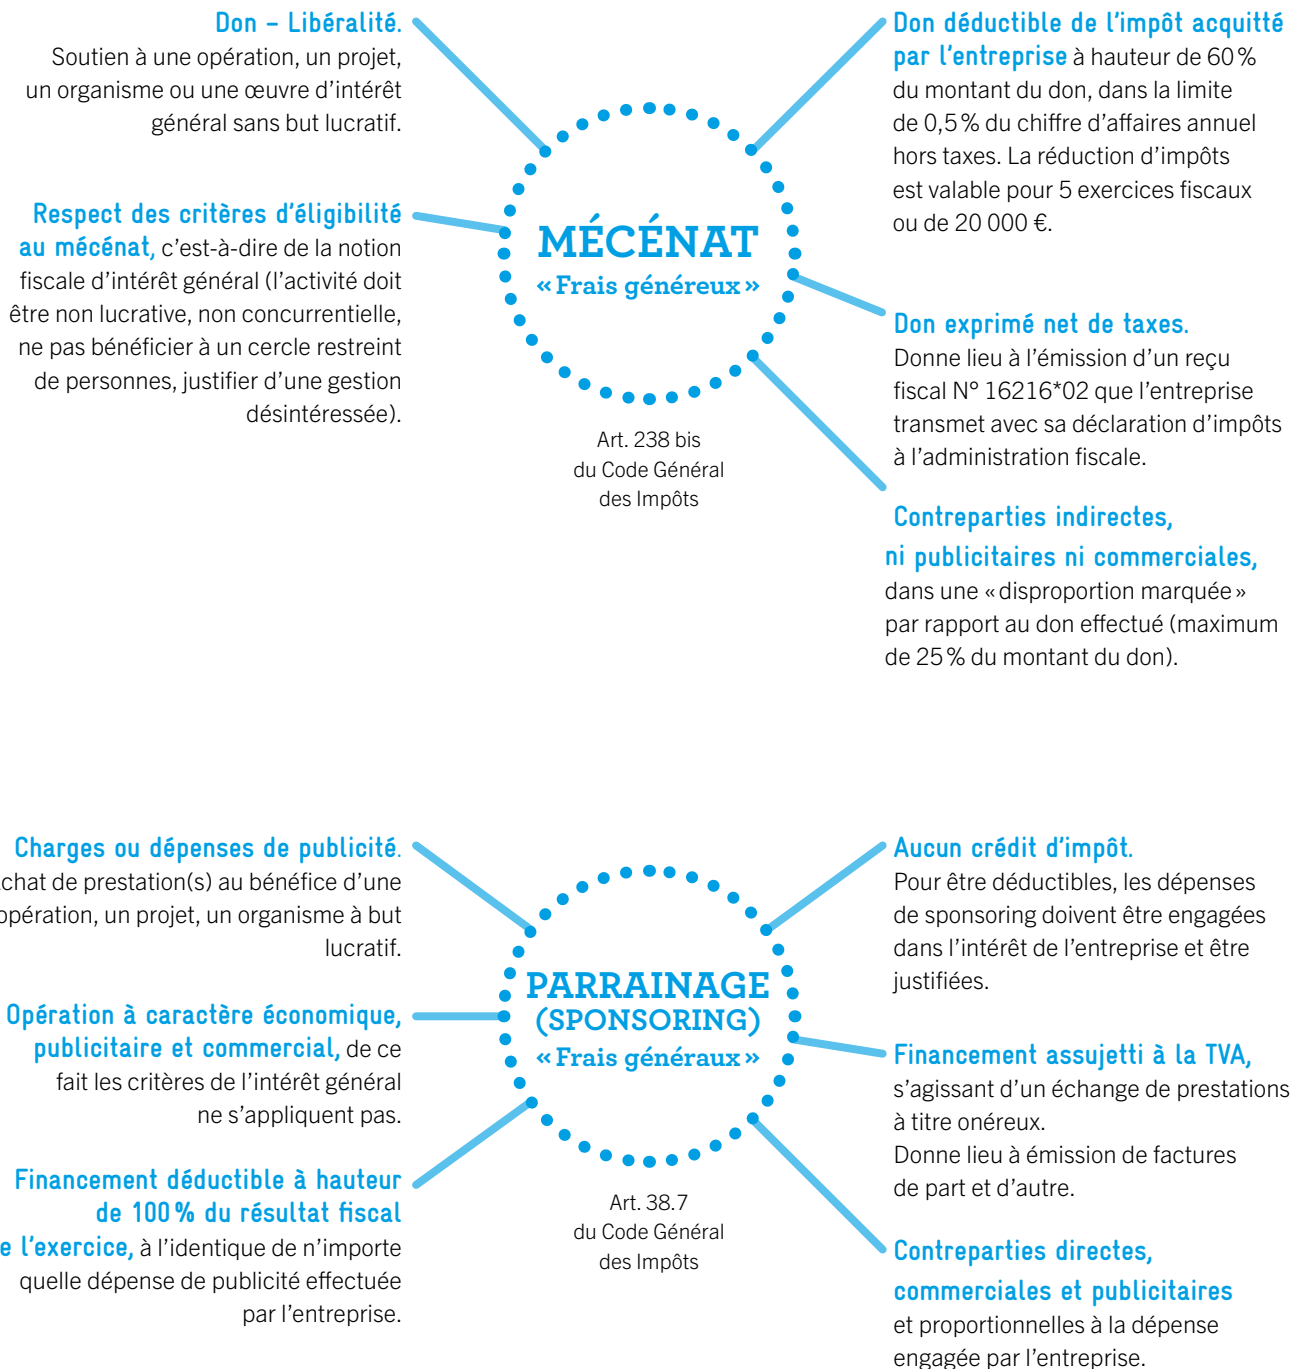 Don – Libéralité.
Soutien à une opération, un projet,
un organisme ou une œuvre d'intérêt
général sans but lucratif.
Respect des critères d'éligibilité
au mécénat, c'est-à-dire de la notion
fiscale d'intérêt général (l'activité doit
être non lucrative, non concurrentielle,
ne pas bénéficier à un cercle restreint
de personnes, justifier d'une gestion
désintéressée).
MÉCÉNAT
« Frais généreux »
Art. 238 bis
du Code Général
des Impôts
Don déductible de l'impôt acquitté
par l'entreprise à hauteur de 60 %
du montant du don, dans la limite
de 0,5 % du chiffre d'affaires annuel
hors taxes. La réduction d'impôts
est valable pour 5 exercices fiscaux
ou de 20 000 €.
Don exprimé net de taxes.
Donne lieu à l'émission d'un reçu
fiscal N° 16216*02 que l'entreprise
transmet avec sa déclaration d'impôts
à l'administration fiscale.
Contreparties indirectes,
ni publicitaires ni commerciales,
dans une « disproportion marquée »
par rapport au don effectué (maximum
de 25 % du montant du don).
Charges ou dépenses de publicité.
chat de prestation(s) au bénéfice d'une
opération, un projet, un organisme à but
lucratif.
Opération à caractère économique,
publicitaire et commercial, de ce
fait les critères de l'intérêt général
ne s'appliquent pas.
Financement déductible à hauteur
de 100 % du résultat fiscal
e l'exercice, à l'identique de n'importe
quelle dépense de publicité effectuée
par l'entreprise.
PARRAINAGE
(SPONSORING)
« Frais généraux »
Art. 38.7
du Code Général
des Impôts
Aucun crédit d'impôt.
Pour être déductibles, les dépenses
de sponsoring doivent être engagées
dans l'intérêt de l'entreprise et être
justifiées.
Financement assujetti à la TVA,
s'agissant d'un échange de prestations
à titre onéreux.
Donne lieu à émission de factures
de part et d'autre.
Contreparties directes,
commerciales et publicitaires
et proportionnelles à la dépense
engagée par l'entreprise.